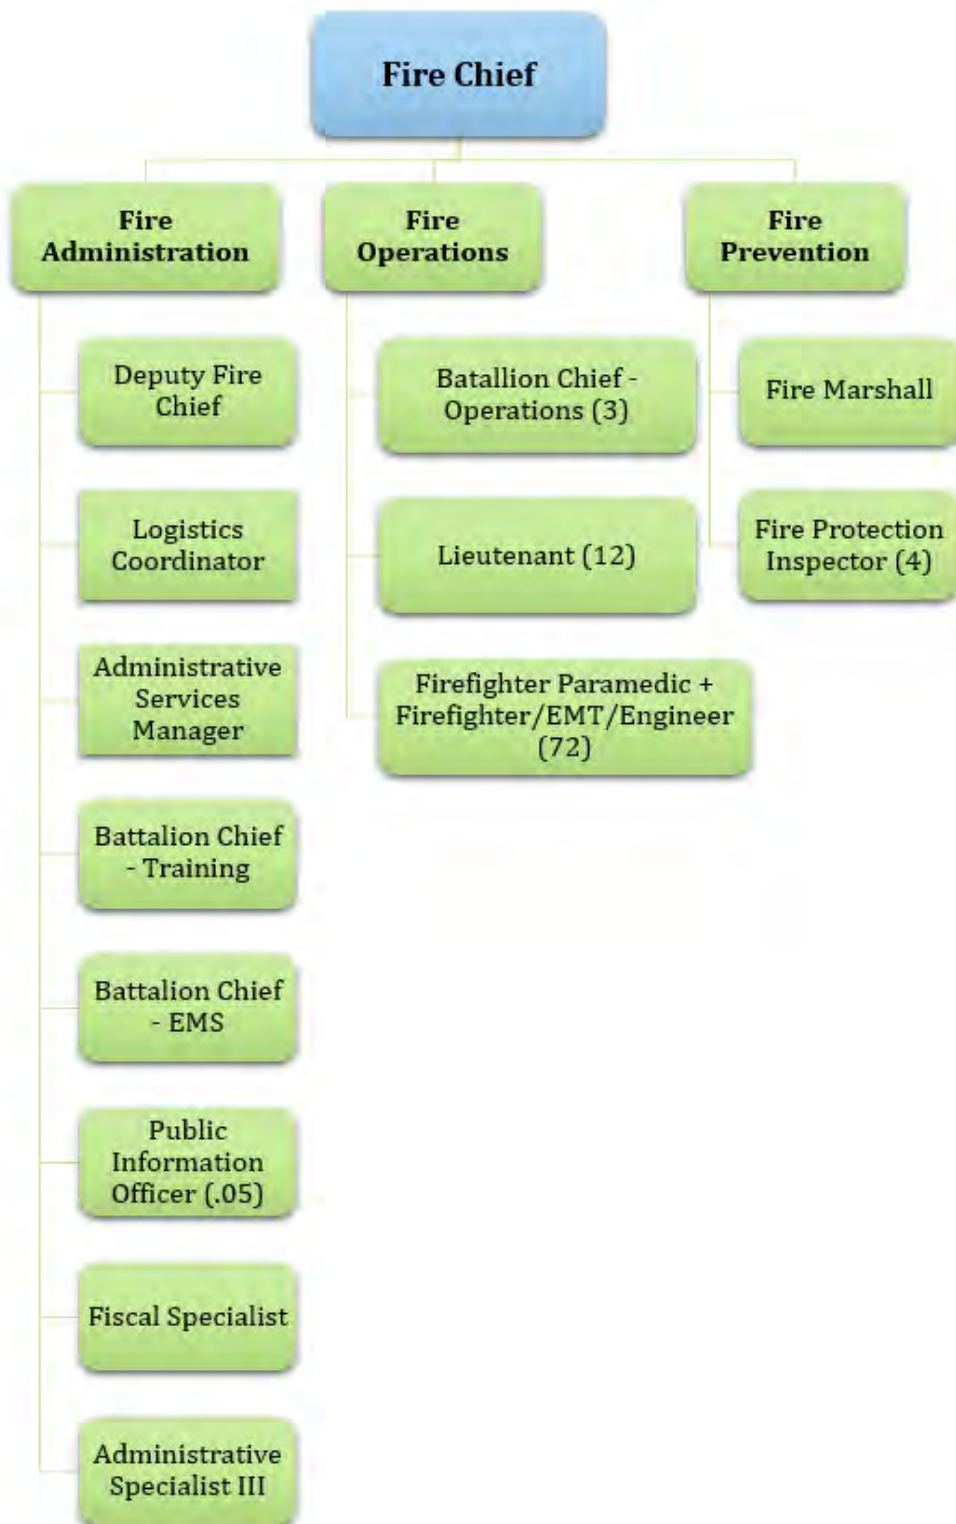 Fire Chief
Fire
Administration
Deputy Fire
Chief
Logistics
Coordinator
Administrative
Services
Manager
Battalion Chief
- Training
Battalion Chief
- EMS
Public
Information
Officer (.05)
Fiscal Specialist
Administrative
Specialist III
Fire
Operations
Batallion Chief -
Operations (3)
Lieutenant (12)
Firefighter Paramedic +
Firefighter/EMT/Engineer
(72)
Fire
Prevention
Fire Marshall
Fire Protection
Inspector (4)